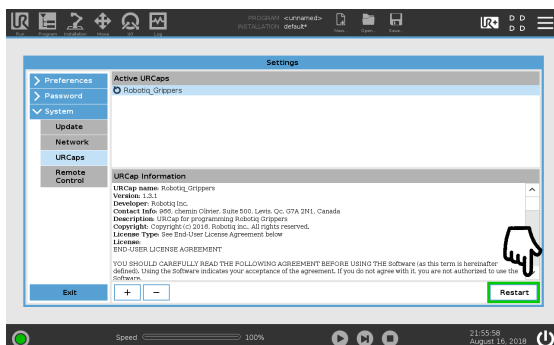 PROGRAM <unnamed>
INSTALLATION default*
Run
Program
Installation
Move
I/O
Log
New...
Open...
Save...
UR+
D D
D D
Settings
Preferences
Password
System
Update
Network
URCaps
Remote
Control
Exit
Active URCaps
Robotiq_Grippers
URCap Information
URCap name: Robotiq_Grippers
Version: 1.3.1
Developer: Robotiq Inc.
Contact Info: 966, chemin Olivier, Suite 500, Levis, Qc, G7A 2N1, Canada
Description: URCap for programming Robotiq Grippers
Copyright: Copyright (c) 2016, Robotiq inc., All rights reserved.
License Type: See End-User License Agreement below
License:
END-USER LICENSE AGREEMENT
YOU SHOULD CAREFULLY READ THE FOLLOWING AGREEMENT BEFORE USING THE Software (as this term is hereinafter
defined). Using the Software indicates your acceptance of the agreement. If you do not agree with it, you are not authorized to use the
Software.
+
−
Restart
Speed
100%
21:55:58
August 16, 2018